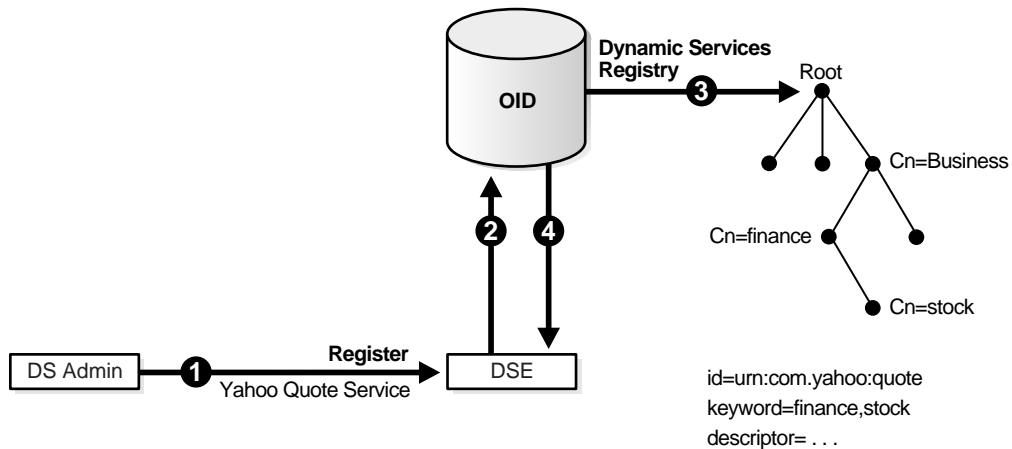 Dynamic Services
Registry
Root
OID
3
Cn=Business
2
4
Cn=finance
Cn=stock
Register
DS Admin
1
DSE
Yahoo Quote Service
id=urn:com.yahoo:quote
keyword=finance,stock
descriptor= . . .